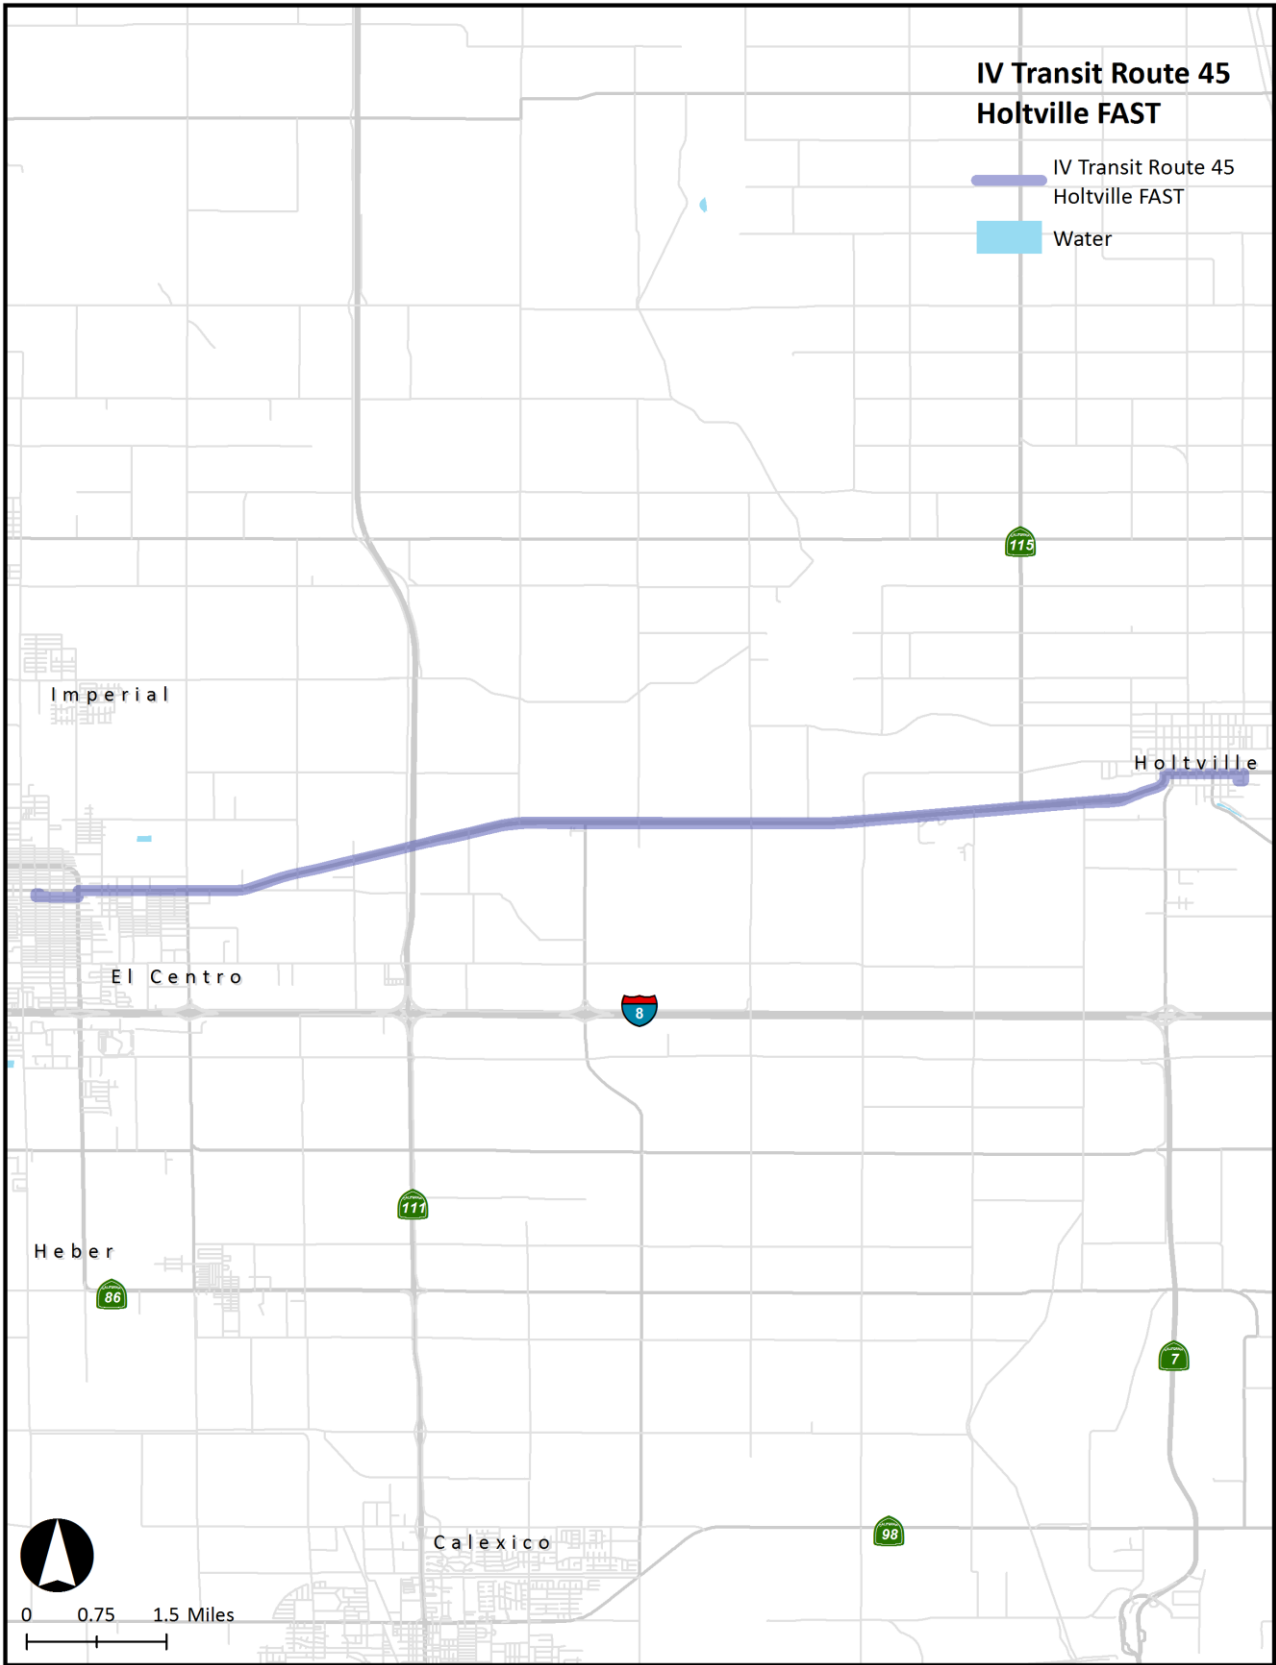 IV Transit Route 45
Holtville FAST
IV Transit Route 45
Holtville FAST
Water
115
Imperial
Holtville
El Centro
8
111
Heber
86
7
98
Calexico
0 0.75 1.5 Miles